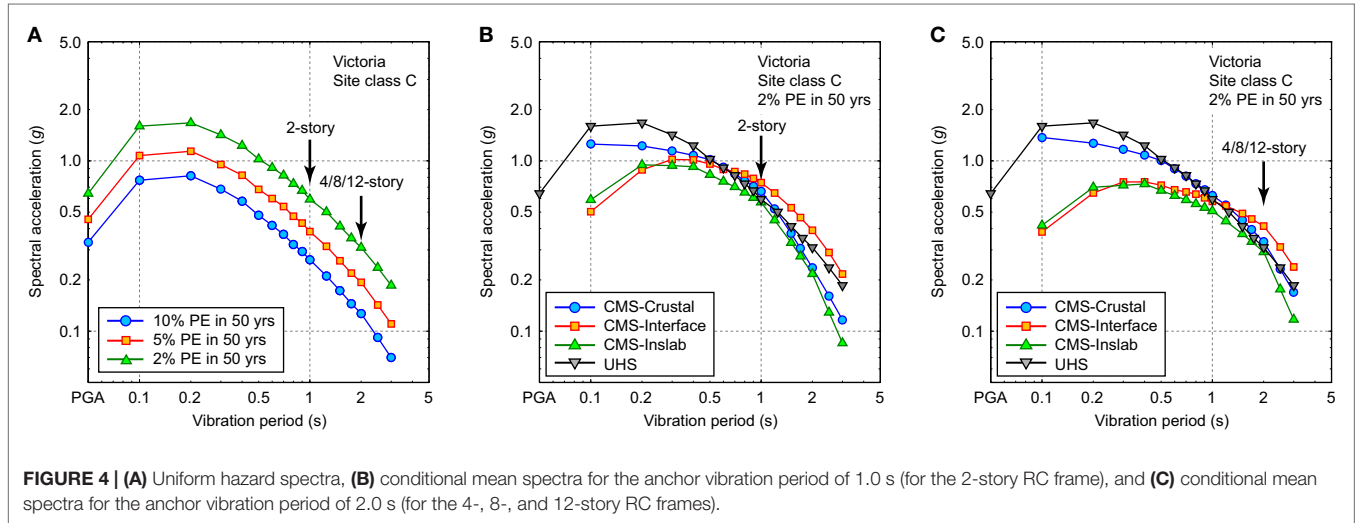 A
5.0
2.0
1.0
0.5
0.2
0.1
Spectral acceleration (g)
Victoria
Site class C
2-story
4/8/12-story
10% PE in 50 yrs
5% PE in 50 yrs
2% PE in 50 yrs
PGA 0.1 0.2 0.5 1 2 5
Vibration period (s)
B
5.0
2.0
1.0
0.5
0.2
0.1
Spectral acceleration (g)
Victoria
Site class C
2% PE in 50 yrs
2-story
CMS-Crustal
CMS-Interface
CMS-Inslab
UHS
PGA 0.1 0.2 0.5 1 2 5
Vibration period (s)
C
5.0
2.0
1.0
0.5
0.2
0.1
Spectral acceleration (g)
Victoria
Site class C
2% PE in 50 yrs
4/8/12-story
CMS-Crustal
CMS-Interface
CMS-Inslab
UHS
PGA 0.1 0.2 0.5 1 2 5
Vibration period (s)
FIGURE 4 | (A) Uniform hazard spectra, (B) conditional mean spectra for the anchor vibration period of 1.0 s (for the 2-story RC frame), and (C) conditional mean
spectra for the anchor vibration period of 2.0 s (for the 4-, 8-, and 12-story RC frames).